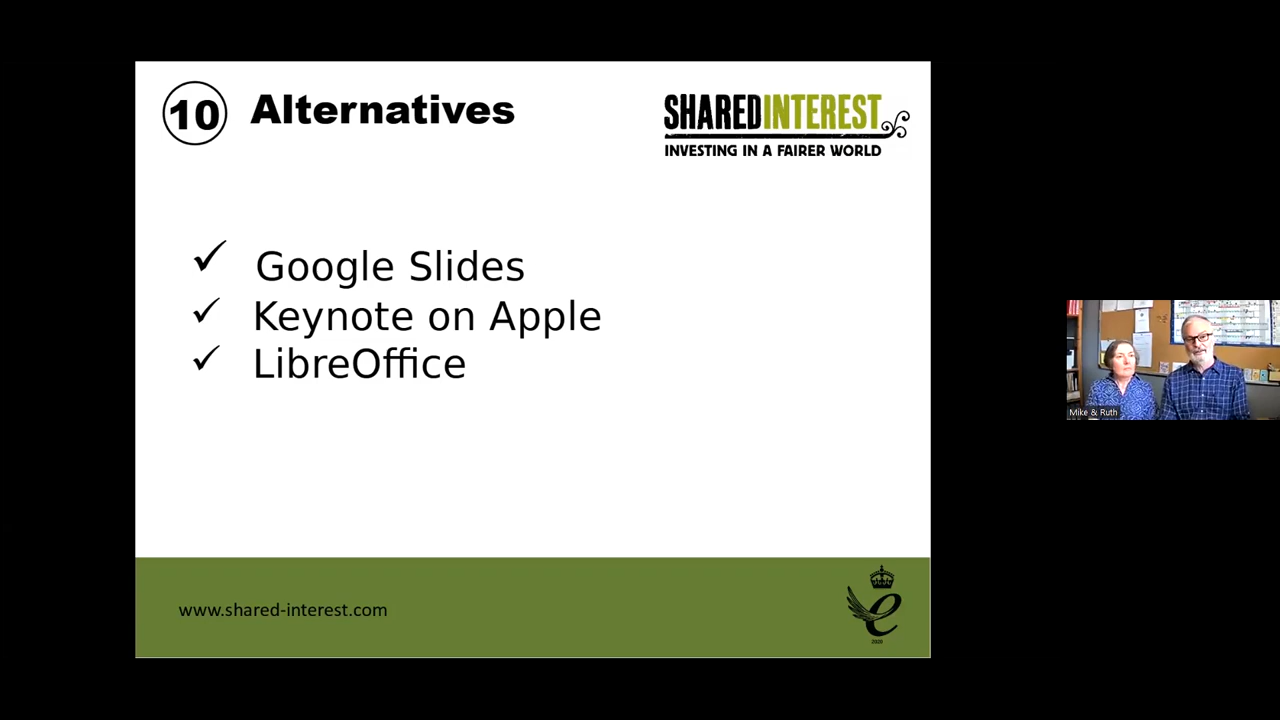 10 Alternatives
SHAREDINTEREST
INVESTING IN A FAIRER WORLD
Google Slides
Keynote on Apple
LibreOffice
Mike & Ruth
www.shared-interest.com
e
2020